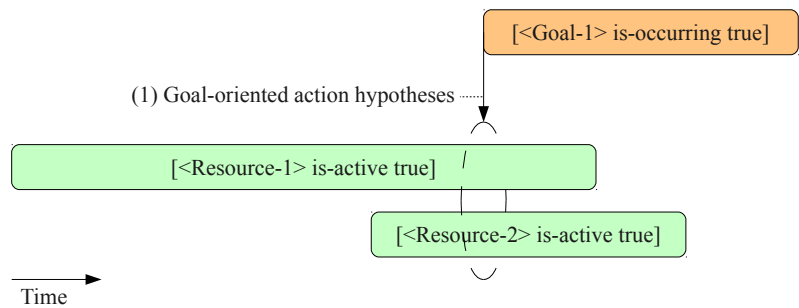 [<Goal-1> is-occurring true]
(1) Goal-oriented action hypotheses
[<Resource-1> is-active true]
[<Resource-2> is-active true]
Time